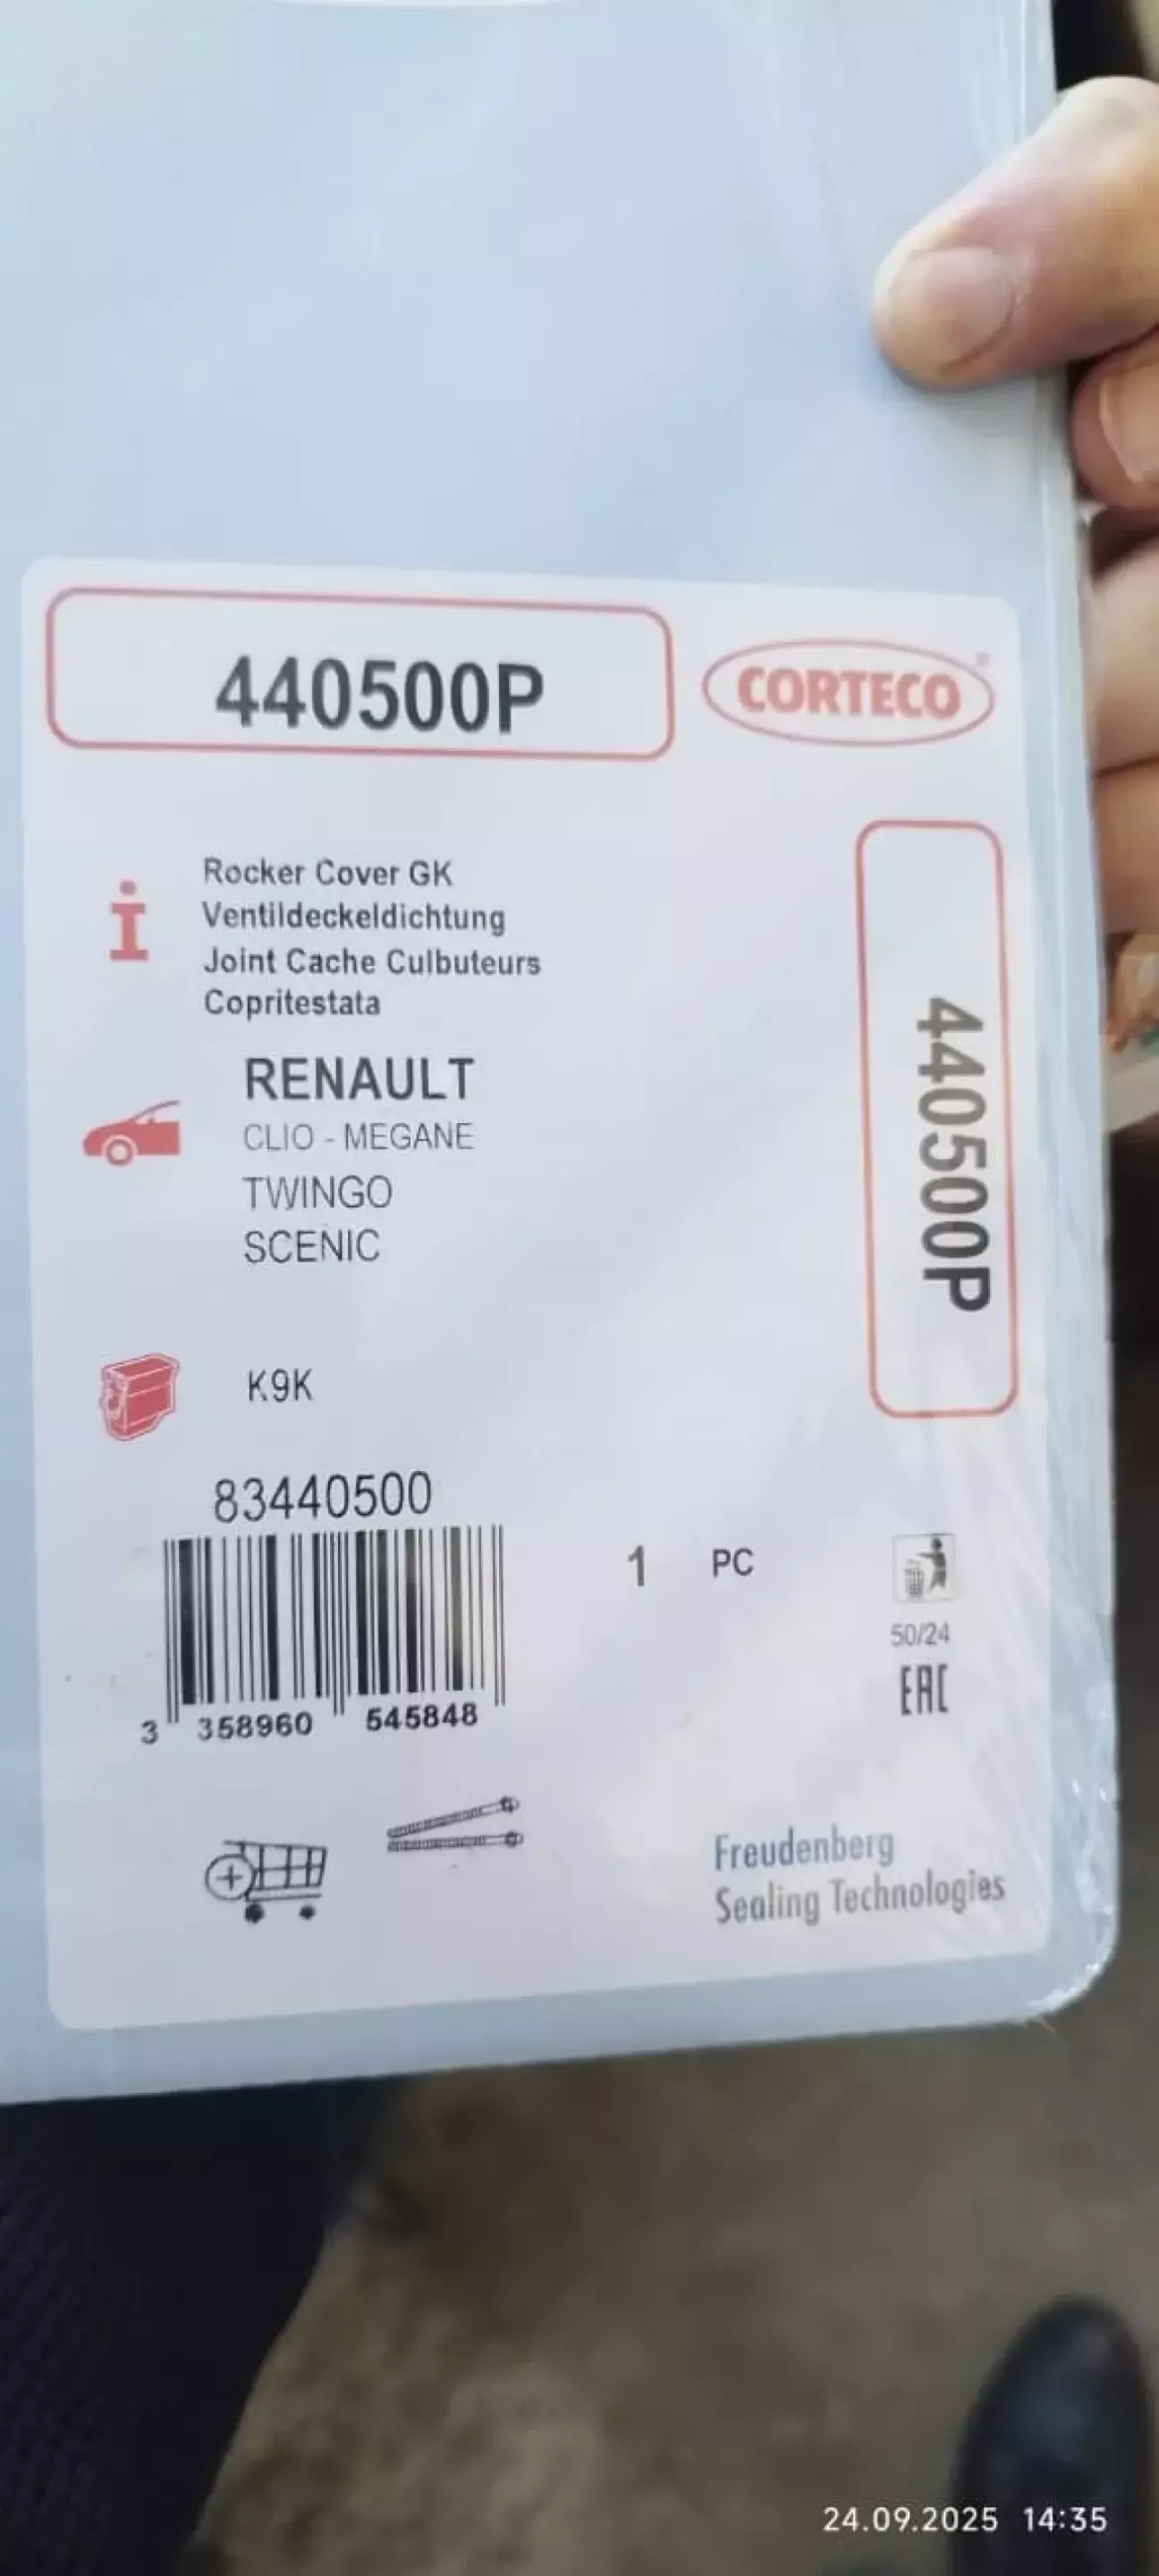 440500P
CORTECO®
Rocker Cover GK
Ventildeckeldichtung
Joint Cache Culbuteurs
Copritestata
RENAULT
CLIO - MEGANE
TWINGO
SCENIC
440500P
K9K
83440500
1 PC
50/24
EAC
3 358960 545848
Freudenberg
Sealing Technologies
24.09.2025 14:35